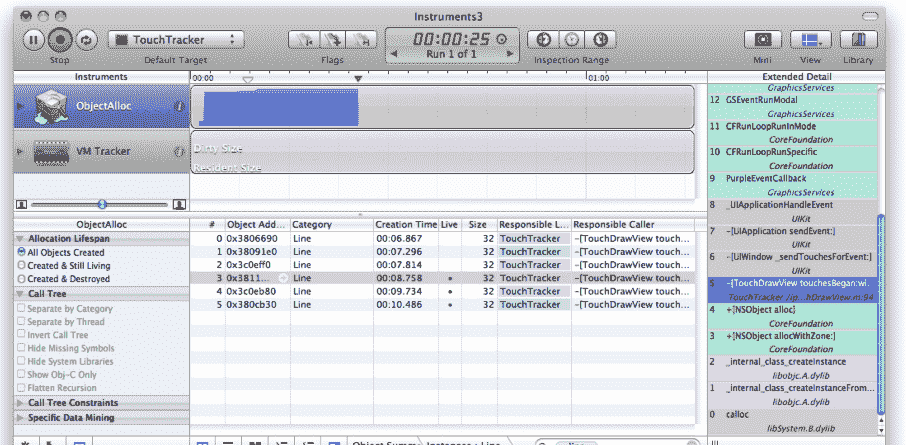 Instruments3
TouchTracker
00:00:25
Run 1 of 1
Stop
Default Target
Flags
Inspection Range
Mini
View
Library
Instruments
00:00
01:00
Extended Detail
ObjectAlloc
VM Tracker
Dirty Size
Resident Size
GraphicsServices
12 GSEventRunModal
GraphicsServices
11 CFRunLoopRunInMode
CoreFoundation
10 CFRunLoopRunSpecific
CoreFoundation
9 PurpleEventCallback
GraphicsServices
8 _UIApplicationHandleEvent
UIKit
7 -[UIApplication sendEvent:]
UIKit
6 -[UIWindow _sendTouchesForEvent:]
UIKit
5 -[TouchDrawView touchesBegan:wi...
4 +[NSObject alloc]
CoreFoundation
3 +[NSObject allocWithZone:]
CoreFoundation
2 _internal_class_createInstance
libobjc.A.dylib
1 _internal_class_createInstanceFrom...
libobjc.A.dylib
0 calloc
libSystem.B.dylib
ObjectAlloc
Allocation Lifespan
All Objects Created
Created & Still Living
Created & Destroyed
Call Tree
Separate by Category
Separate by Thread
Invert Call Tree
Hide Missing Symbols
Hide System Libraries
Show Obj-C Only
Flatten Recursion
Call Tree Constraints
Specific Data Mining
# Object Add... Category Creation Time Live Size Responsible L... Responsible Caller
0 0x3806690 Line 00:06.867 32 TouchTracker -[TouchDrawView touch...
1 0x38091e0 Line 00:07.296 32 TouchTracker -[TouchDrawView touch...
2 0x3c0eff0 Line 00:07.814 32 TouchTracker -[TouchDrawView touch...
3 0x3811... Line 00:08.758 • 32 TouchTracker -[TouchDrawView touch...
4 0x3c0eb80 Line 00:09.734 • 32 TouchTracker -[TouchDrawView touch...
5 0x380cb30 Line 00:10.486 • 32 TouchTracker -[TouchDrawView touch...